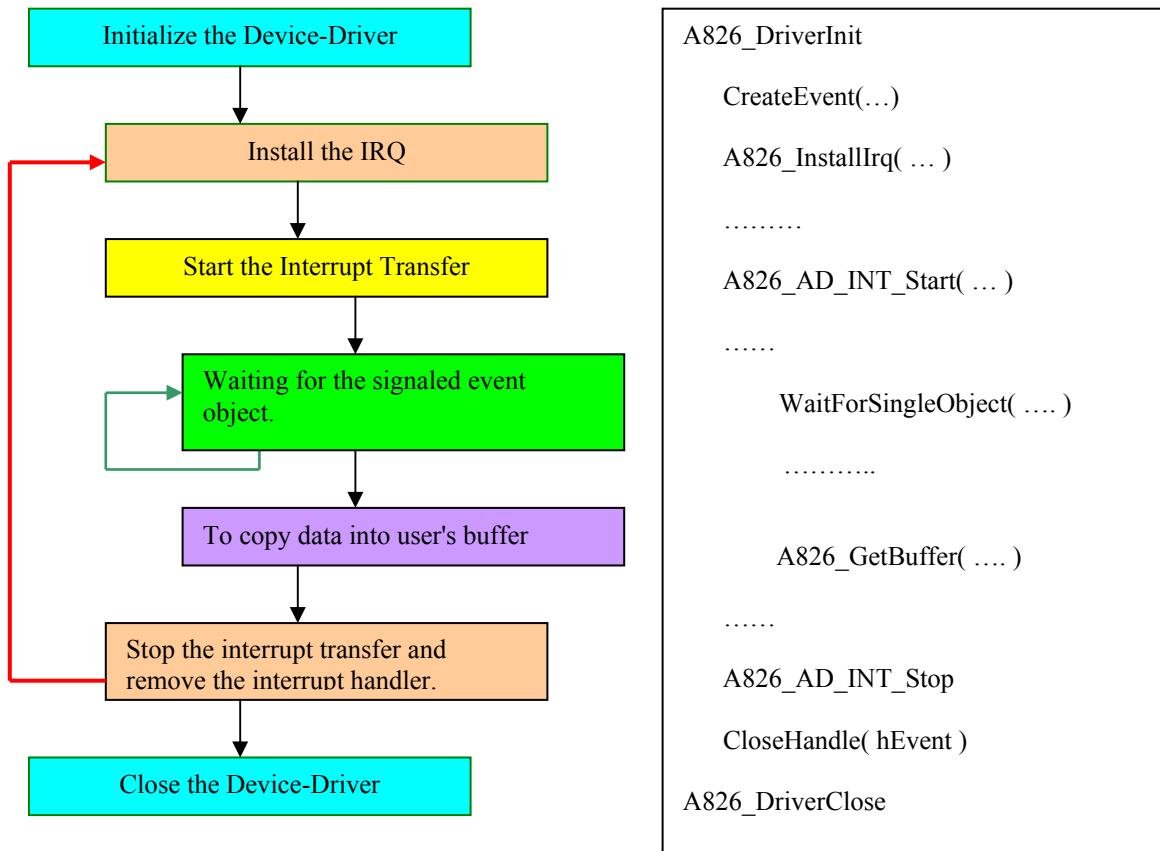 Initialize the Device-Driver
Install the IRQ
Start the Interrupt Transfer
Waiting for the signaled event
object.
To copy data into user's buffer
Stop the interrupt transfer and
remove the interrupt handler.
Close the Device-Driver
A826_DriverInit
CreateEvent(…)
A826_InstallIrq( … )
………
A826_AD_INT_Start( … )
……
WaitForSingleObject( …. )
………..
A826_GetBuffer( …. )
……
A826_AD_INT_Stop
CloseHandle( hEvent )
A826_DriverClose